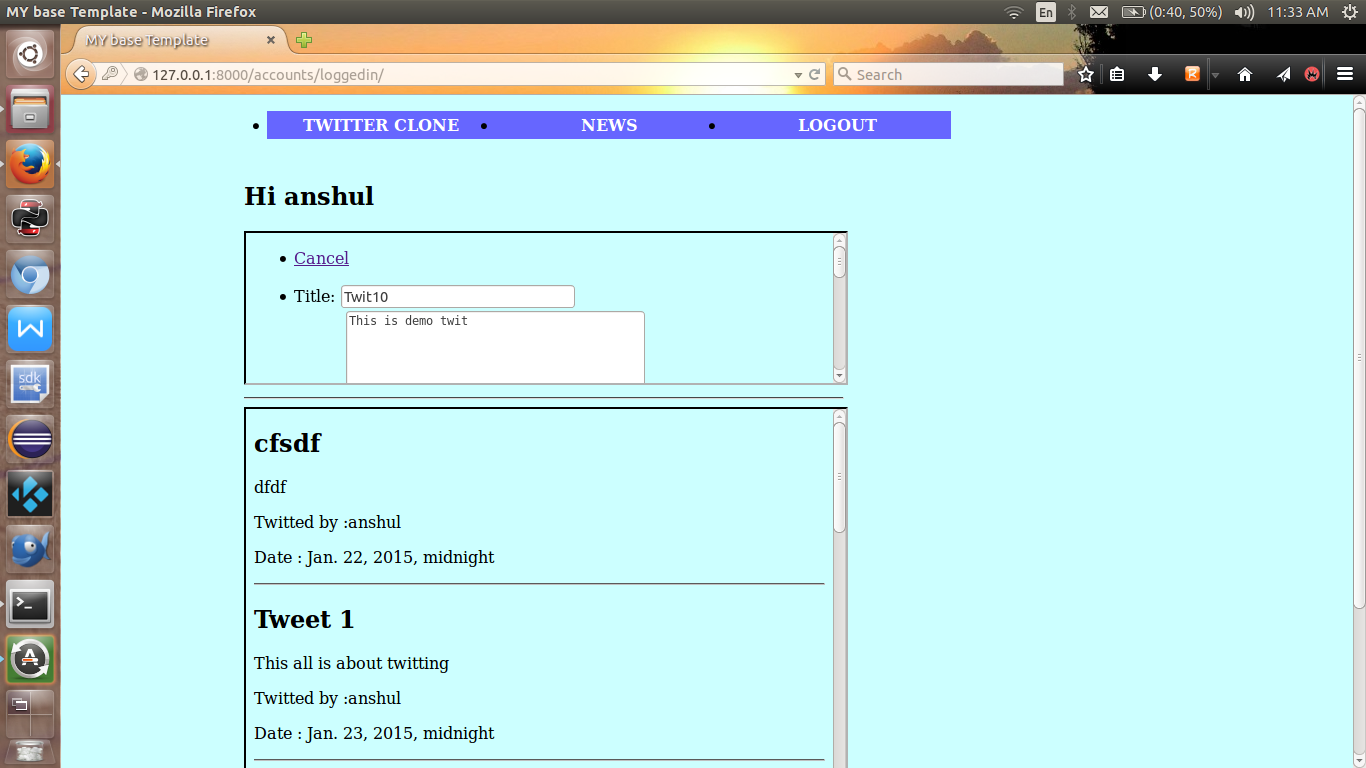 MY base Template - Mozilla Firefox
En
(0:40, 50%)
11:33 AM
MY base Template
127.0.0.1:8000/accounts/loggedin/
Search
TWITTER CLONE NEWS LOGOUT
Hi anshul
Cancel
Title: Twit10
This is demo twit
cfsdf
dfdf
Twitted by :anshul
Date : Jan. 22, 2015, midnight
Tweet 1
This all is about twitting
Twitted by :anshul
Date : Jan. 23, 2015, midnight
sdk